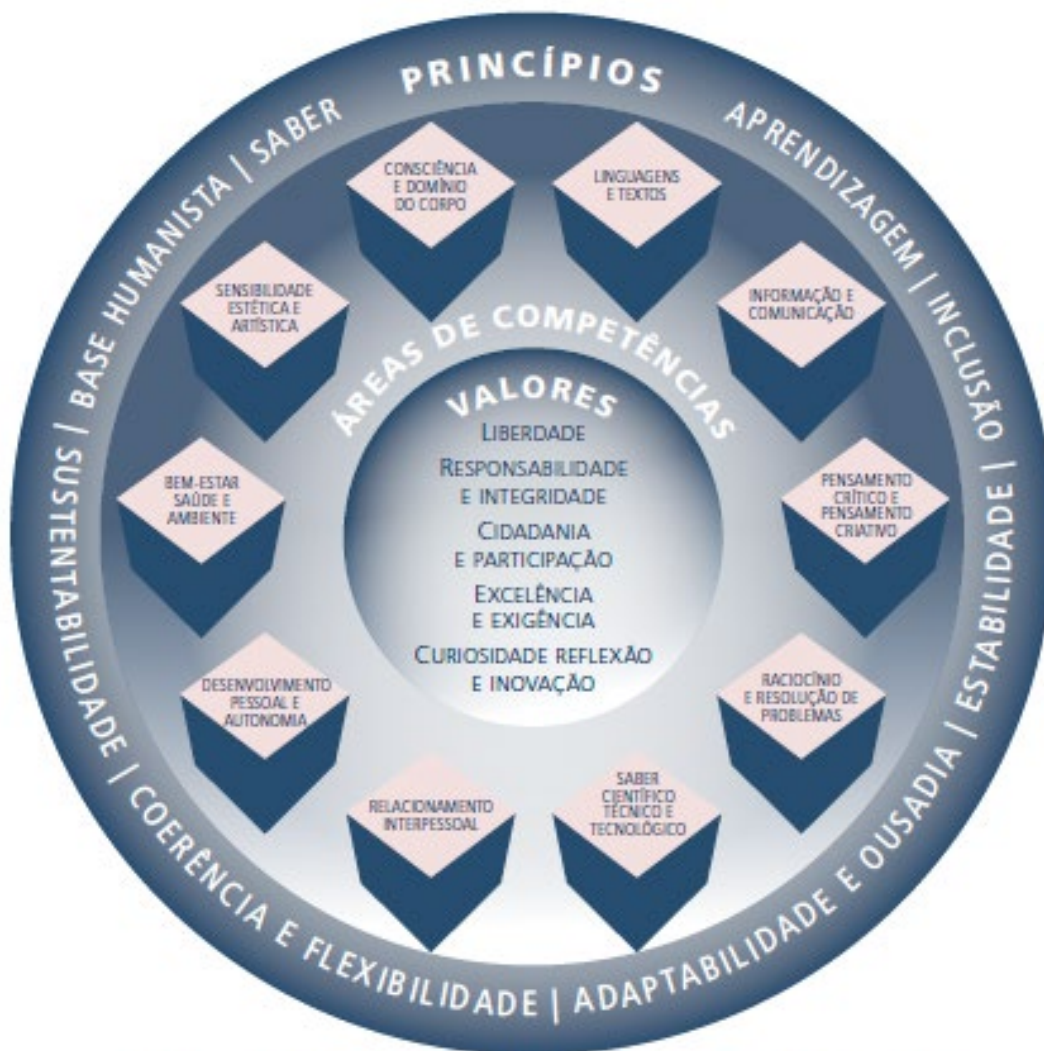 PRINCÍPIOS
APRENDIZAGEM | INCLUSÃO | ESTABILIDADE | ADAPTABILIDADE E OUSADIA | COERÊNCIA E FLEXIBILIDADE | SUSTENTABILIDADE | BASE HUMANISTA | SABER
LINGUAGENS
E TEXTOS
INFORMAÇÃO E
COMUNICAÇÃO
PENSAMENTO
CRÍTICO E
PENSAMENTO
CRIATIVO
RACIOCÍNIO
E RESOLUÇÃO DE
PROBLEMAS
SABER
CIENTÍFICO
TÉCNICO E
TECNOLÓGICO
RELACIONAMENTO
INTERPESSOAL
DESENVOLVIMENTO
PESSOAL E
AUTONOMIA
BEM-ESTAR
SAÚDE E
AMBIENTE
SENSIBILIDADE
ESTÉTICA E
ARTÍSTICA
CONSCIÊNCIA
E DOMÍNIO
DO CORPO
ÁREAS DE COMPETÊNCIAS
VALORES
LIBERDADE
RESPONSABILIDADE
E INTEGRIDADE
CIDADANIA
E PARTICIPAÇÃO
EXCELÊNCIA
E EXIGÊNCIA
CURIOSIDADE REFLEXÃO
E INOVAÇÃO